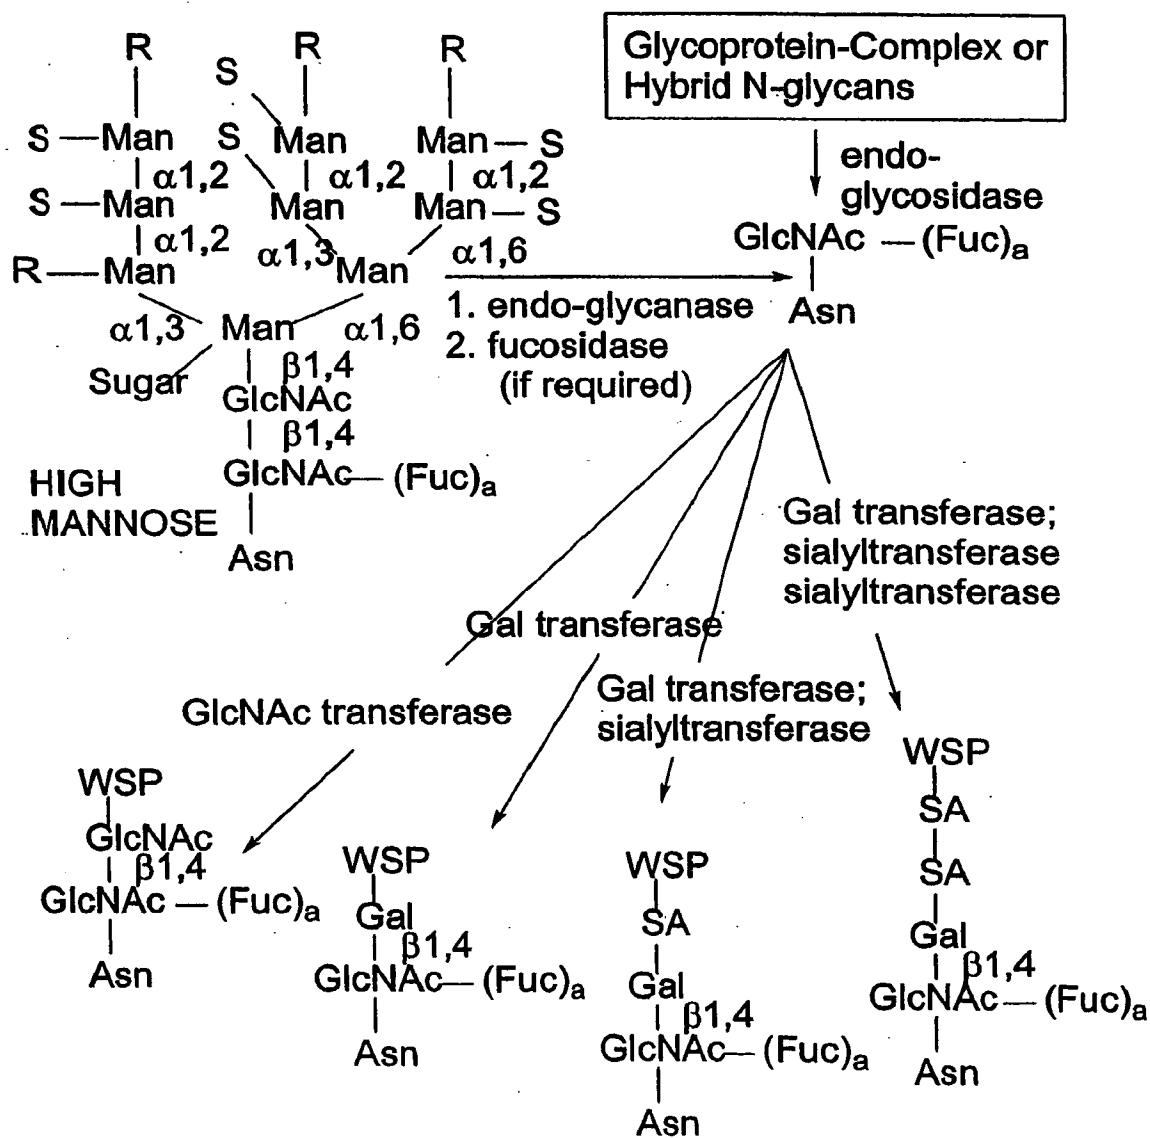 R
R
R
S
Glycoprotein-Complex or
Hybrid N-glycans
S — Man
S
Man
Man — S
α1,2
α1,2
α1,2
endo-
glycosidase
S — Man
Man
Man — S
α1,2
α1,3
α1,6
GlcNAc — (Fuc)a
R — Man
Man
Asn
1. endo-glycanase
2. fucosidase
(if required)
α1,3
Man
α1,6
Sugar
β1,4
GlcNAc
β1,4
GlcNAc — (Fuc)a
HIGH
MANNOSE
Asn
Gal transferase;
sialyltransferase
sialyltransferase
Gal transferase
Gal transferase;
sialyltransferase
GlcNAc transferase
WSP
GlcNAc
β1,4
GlcNAc — (Fuc)a
Asn
WSP
Gal
β1,4
GlcNAc — (Fuc)a
Asn
WSP
SA
Gal
β1,4
GlcNAc — (Fuc)a
Asn
WSP
SA
SA
Gal
β1,4
GlcNAc — (Fuc)a
Asn